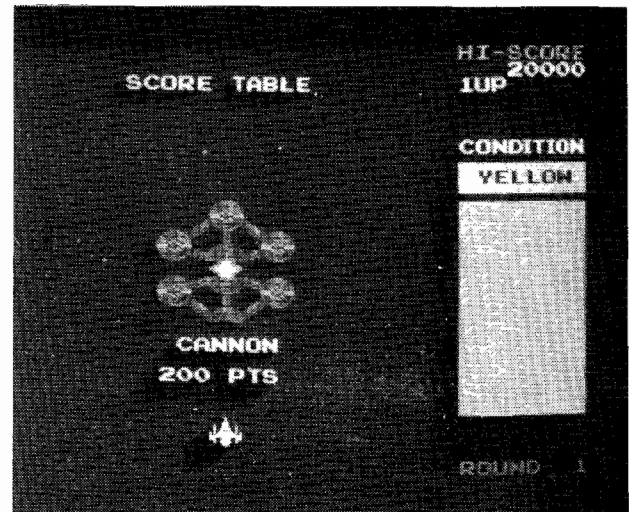 SCORE TABLE
HI-SCORE
20000
1UP
CONDITION
YELLOW
CANNON
200 PTS
ROUND 1